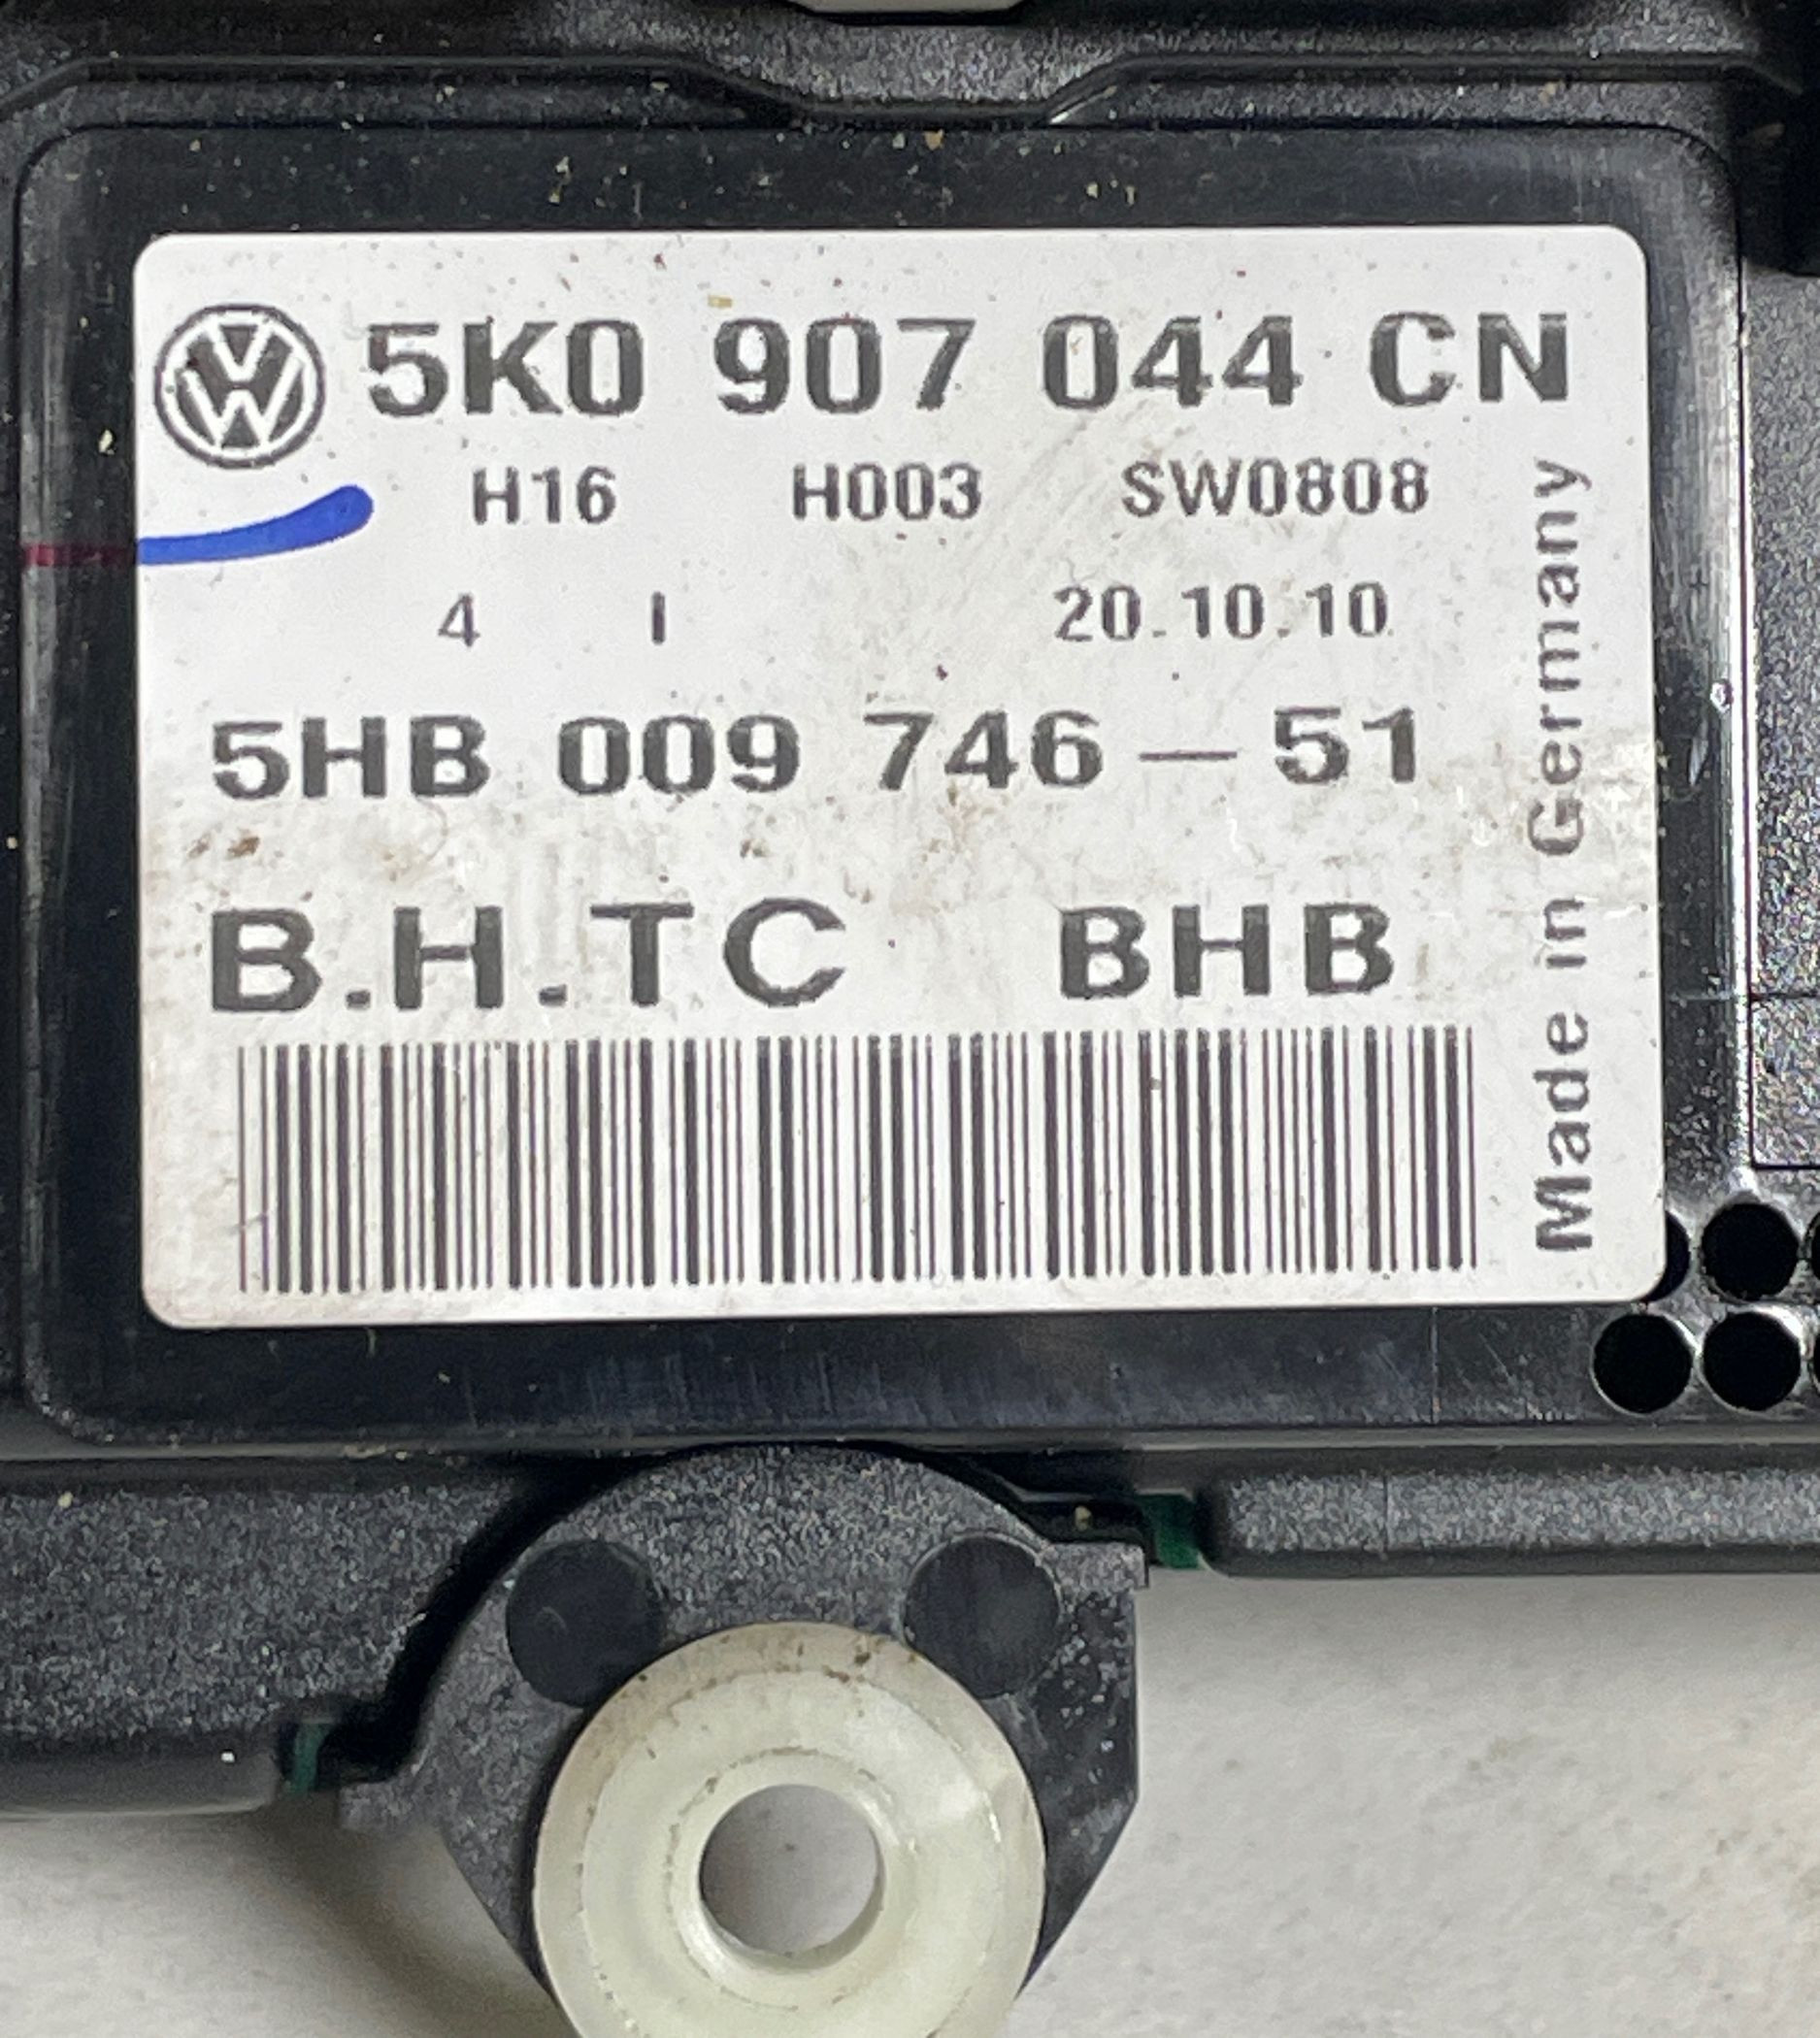 5K0 907 044 CN
H16 H003 SW0808
4 I 20.10.10
5HB 009 746-51
B.H.TC BHB
Made in Germany